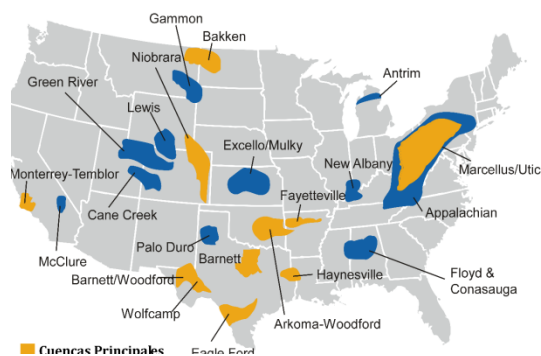 Gammon
Bakken
Niobrara
Green River
Antrim
Lewis
Excello/Mulky
New Albany
Marcellus/Utic
Monterrey-Temblor
Fayetteville
Cane Creek
Appalachian
Palo Duro
McClure
Barnett
Barnett/Woodford
Haynesville
Floyd &
Conasauga
Wolfcamp
Arkoma-Woodford
Eagle Ford
Cuencas Principales